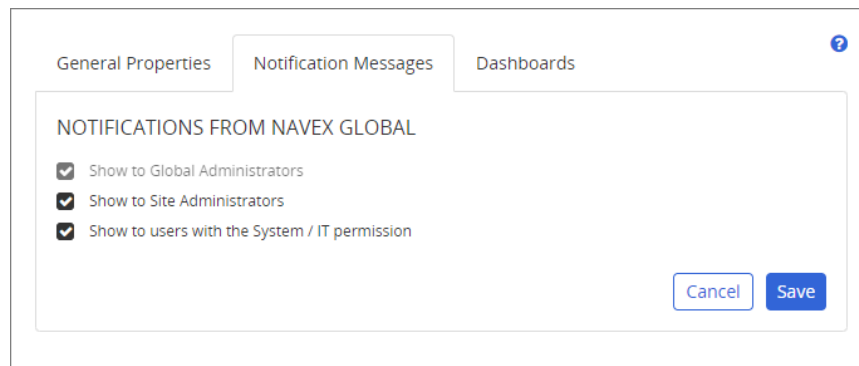 General Properties
Notification Messages
Dashboards
?
NOTIFICATIONS FROM NAVEX GLOBAL
Show to Global Administrators
Show to Site Administrators
Show to users with the System / IT permission
Cancel
Save